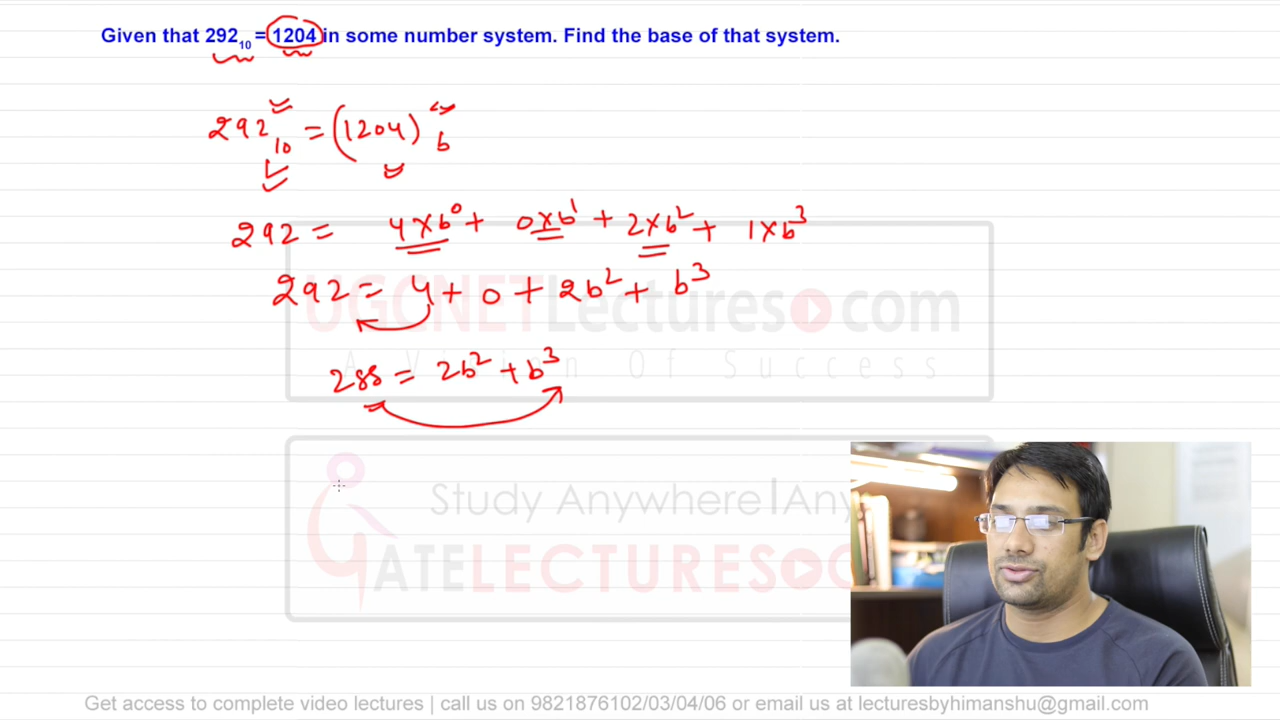 Given that 292₁₀ = 1204 in some number system. Find the base of that system.
292₁₀ = (1204)b
292 = 4×b⁰ + 0×b¹ + 2×b² + 1×b³
292 = 4 + 0 + 2b² + b³
UGCNETLectures.com
A Vision Of Success
288 = 2b² + b³
Study Anywhere|Any
GATELECTURES
Get access to complete video lectures | call us on 9821876102/03/04/06 or email us at lecturesbyhimanshu@gmail.com